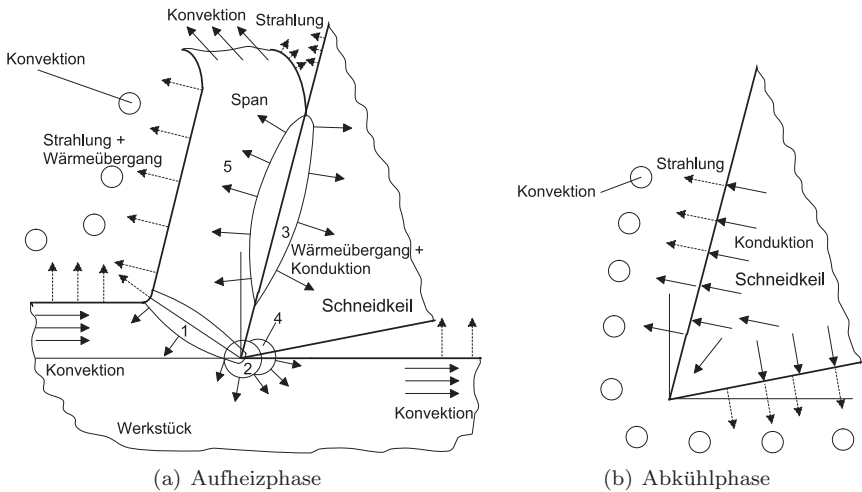 Konvektion
Strahlung
Konvektion
Span
Strahlung +
Wärmeübergang
5
3
Wärmeübergang +
Konduktion
Schneidkeil
1
4
2
Konvektion
Konvektion
Werkstück
(a) Aufheizphase
Strahlung
Konvektion
Konduktion
Schneidkeil
(b) Abkühlphase